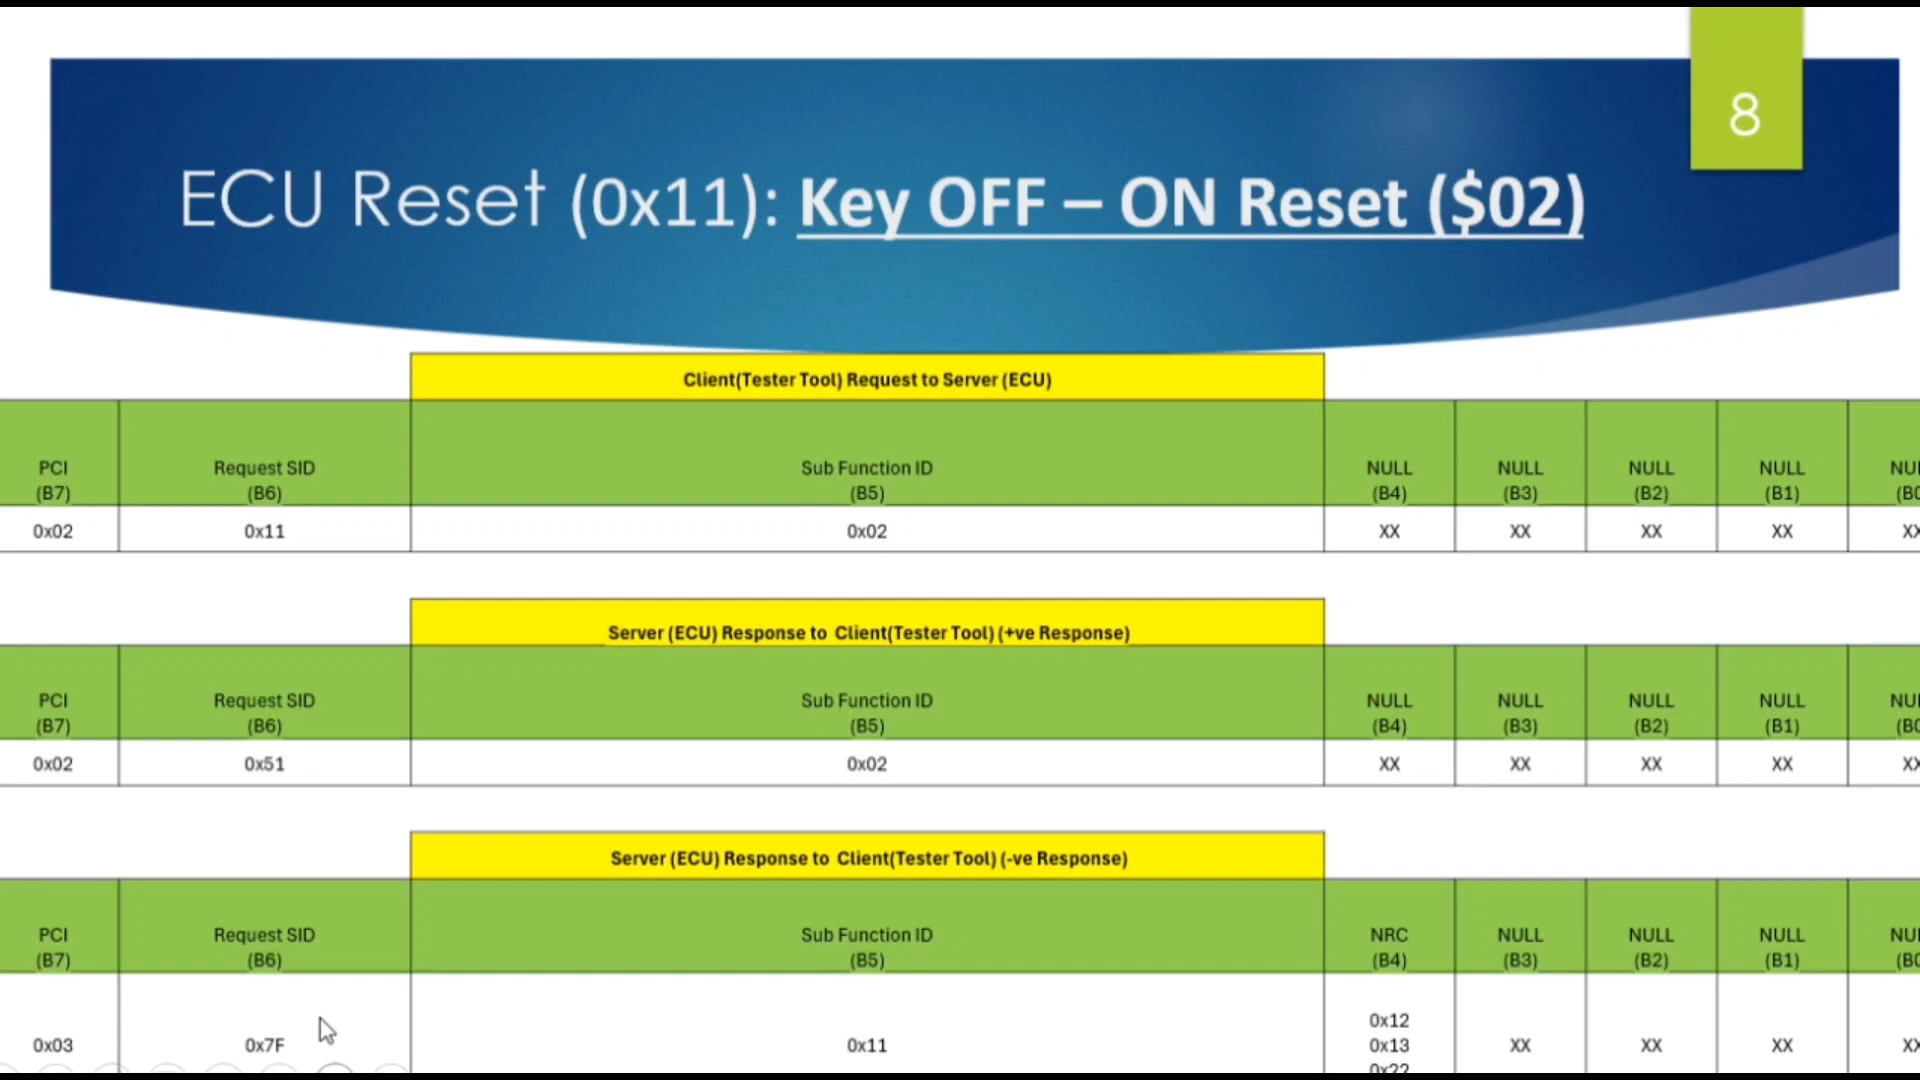 8
ECU Reset (0x11): Key OFF – ON Reset ($02)
Client(Tester Tool) Request to Server (ECU)
PCI Request SID Sub Function ID NULL NULL NULL NULL
(B7) (B6) (B5) (B4) (B3) (B2) (B1)
0x02 0x11 0x02 XX XX XX XX
Server (ECU) Response to Client(Tester Tool) (+ve Response)
PCI Request SID Sub Function ID NULL NULL NULL NULL
(B7) (B6) (B5) (B4) (B3) (B2) (B1)
0x02 0x51 0x02 XX XX XX XX
Server (ECU) Response to Client(Tester Tool) (-ve Response)
PCI Request SID Sub Function ID NRC NULL NULL NULL
(B7) (B6) (B5) (B4) (B3) (B2) (B1)
0x12
0x03 0x7F 0x11 0x13 XX XX XX
0x22